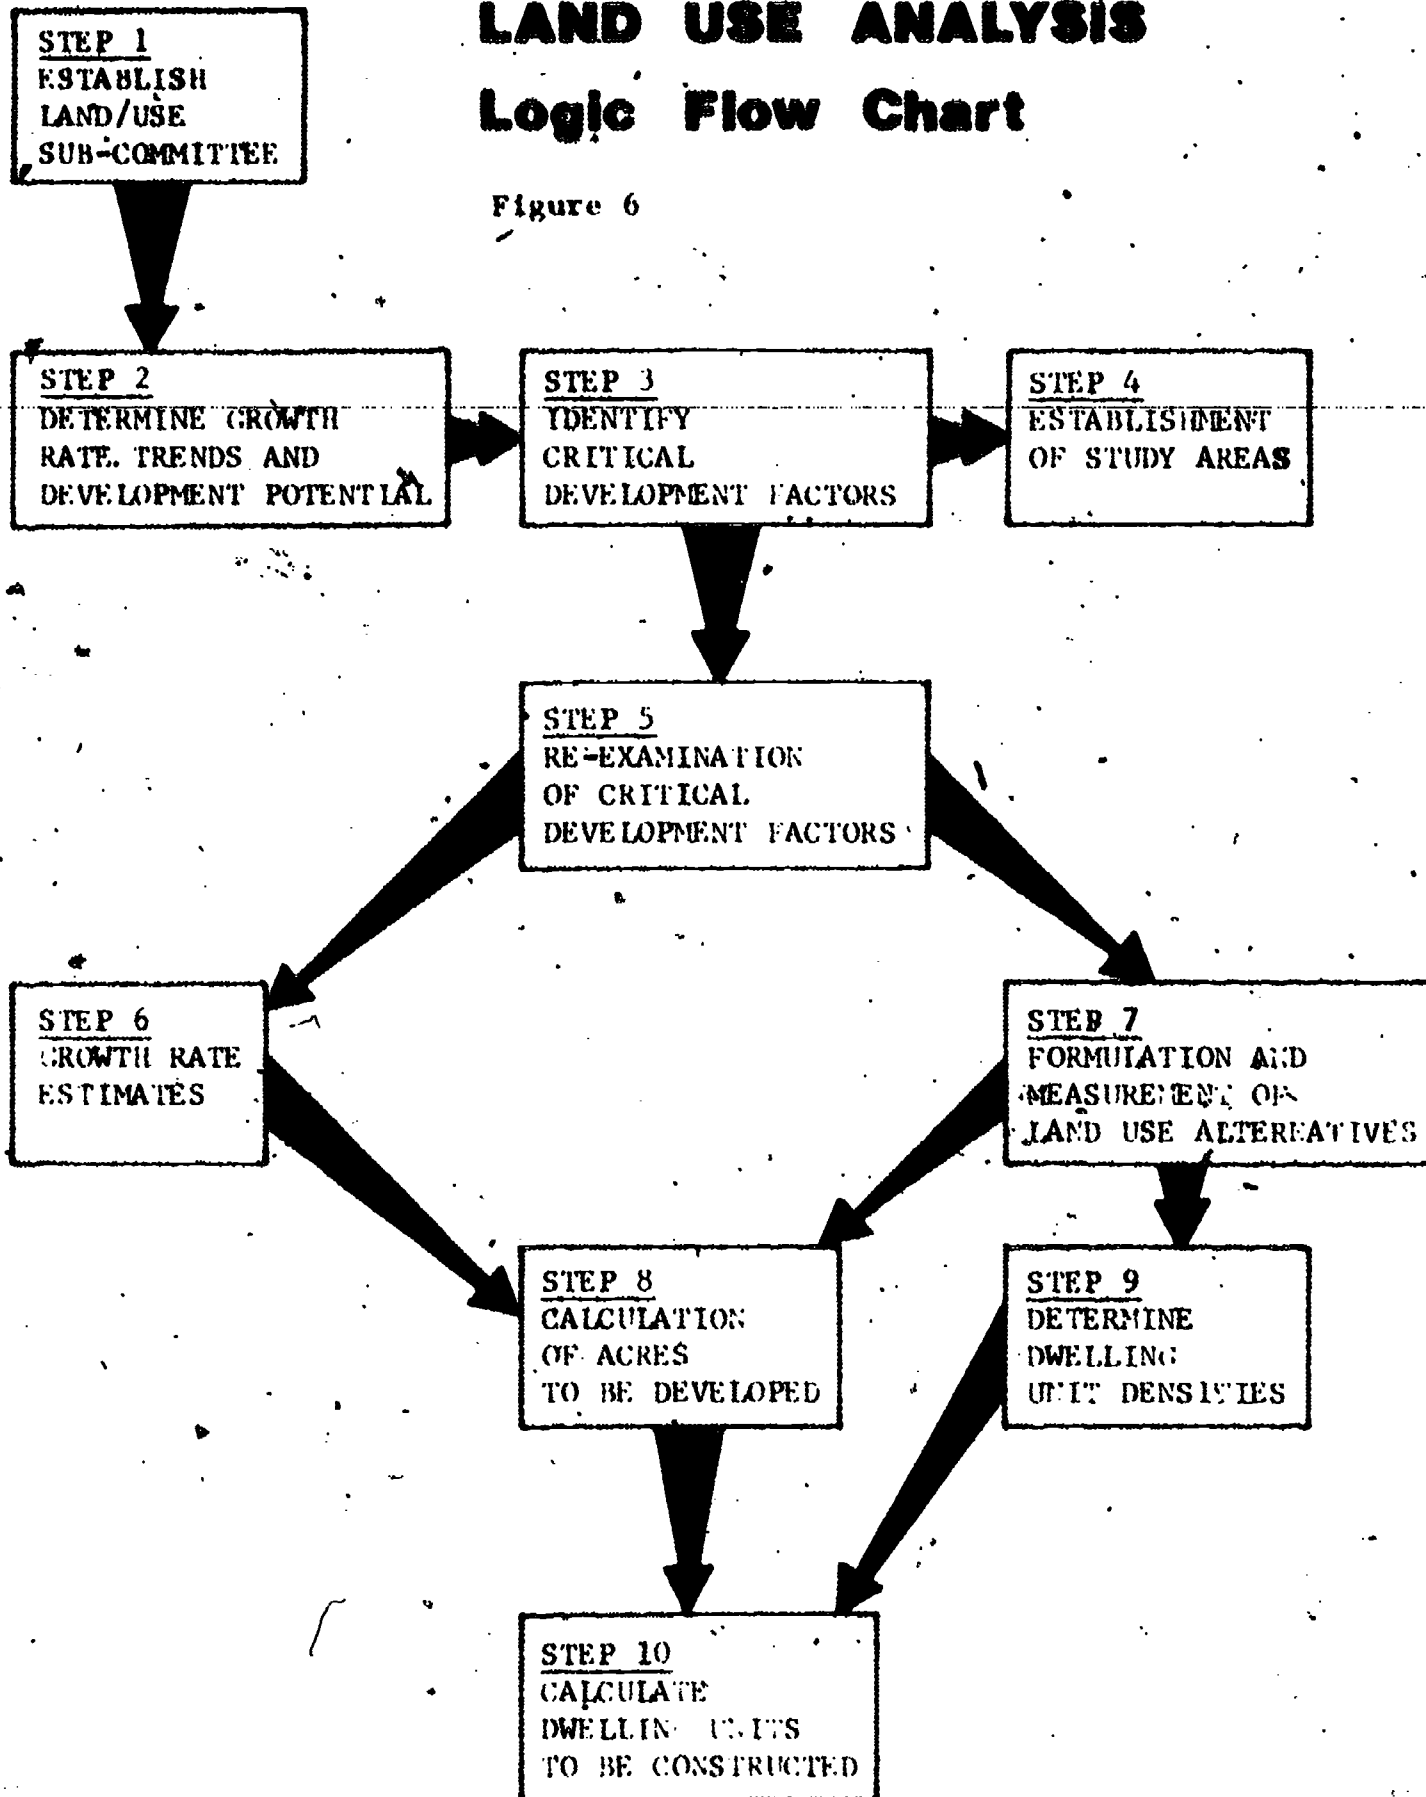 LAND USE ANALYSIS
Logic Flow Chart
Figure 6
STEP 1
ESTABLISH
LAND/USE
SUB-COMMITTEE
STEP 2
DETERMINE GROWTH
RATE. TRENDS AND
DEVELOPMENT POTENTIAL
STEP 3
IDENTIFY
CRITICAL
DEVELOPMENT FACTORS
STEP 4
ESTABLISHMENT
OF STUDY AREAS
STEP 5
RE-EXAMINATION
OF CRITICAL
DEVELOPMENT FACTORS
STEP 6
GROWTH RATE
ESTIMATES
STEP 7
FORMULATION AND
MEASUREMENT OF
LAND USE ALTERNATIVES
STEP 8
CALCULATION
OF ACRES
TO BE DEVELOPED
STEP 9
DETERMINE
DWELLING
UNIT DENSITIES
STEP 10
CALCULATE
DWELLING UNITS
TO BE CONSTRUCTED